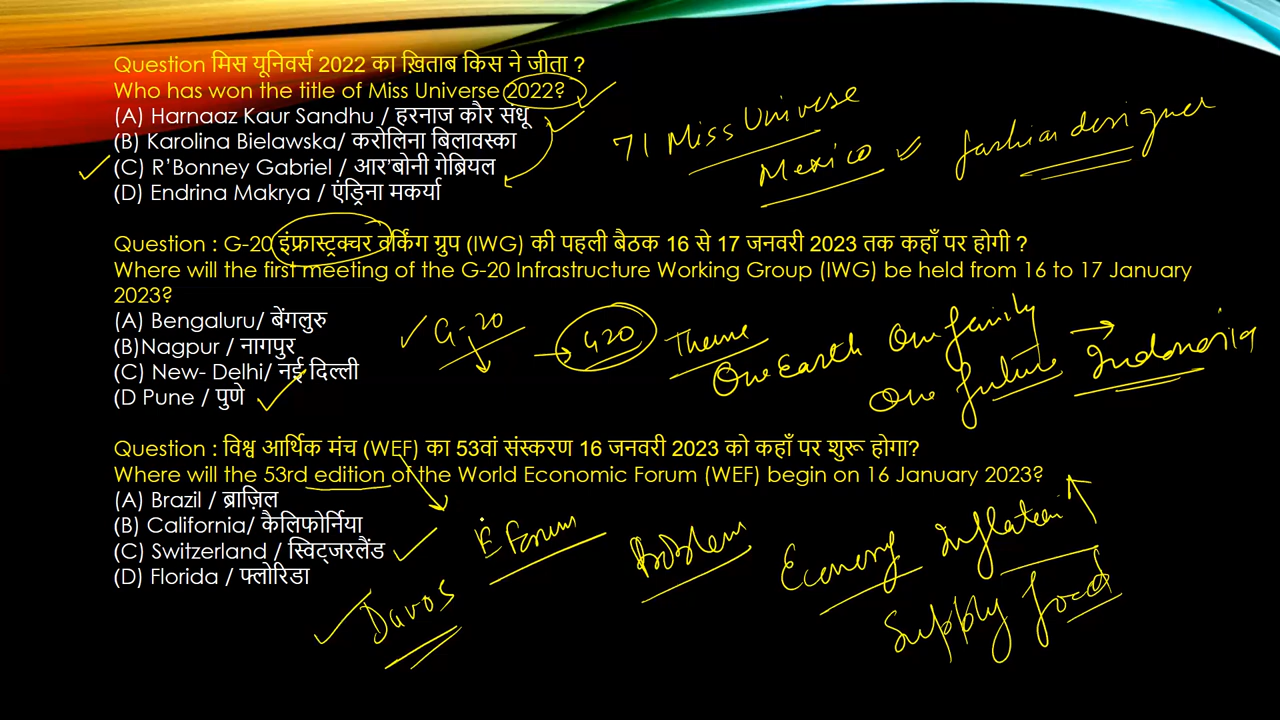 Question मिस यूनिवर्स 2022 का ख़िताब किस ने जीता ?
Who has won the title of Miss Universe 2022?
(A) Harnaaz Kaur Sandhu / हरनाज कौर संधू
(B) Karolina Bielawska/ करोलिना बिलावस्का
(C) R'Bonney Gabriel / आर'बोनी गेब्रियल
(D) Endrina Makrya / एंड्रिना मकर्या
71 Miss Universe
Mexico
fashion designer
Question : G-20 इंफ्रास्ट्रक्चर वर्किंग ग्रुप (IWG) की पहली बैठक 16 से 17 जनवरी 2023 तक कहाँ पर होगी ?
Where will the first meeting of the G-20 Infrastructure Working Group (IWG) be held from 16 to 17 January
2023?
(A) Bengaluru/ बेंगलुरु
(B)Nagpur / नागपुर
(C) New- Delhi/ नई दिल्ली
(D Pune / पुणे
G-20
G20
Theme
One Earth One family
One future
Indonesia
Question : विश्व आर्थिक मंच (WEF) का 53वां संस्करण 16 जनवरी 2023 को कहाँ पर शुरू होगा?
Where will the 53rd edition of the World Economic Forum (WEF) begin on 16 January 2023?
(A) Brazil / ब्राज़िल
(B) California/ कैलिफोर्निया
(C) Switzerland / स्विट्जरलैंड
(D) Florida / फ्लोरिडा
E Forum
Problem
Economy
Inflation
Davos
Supply food